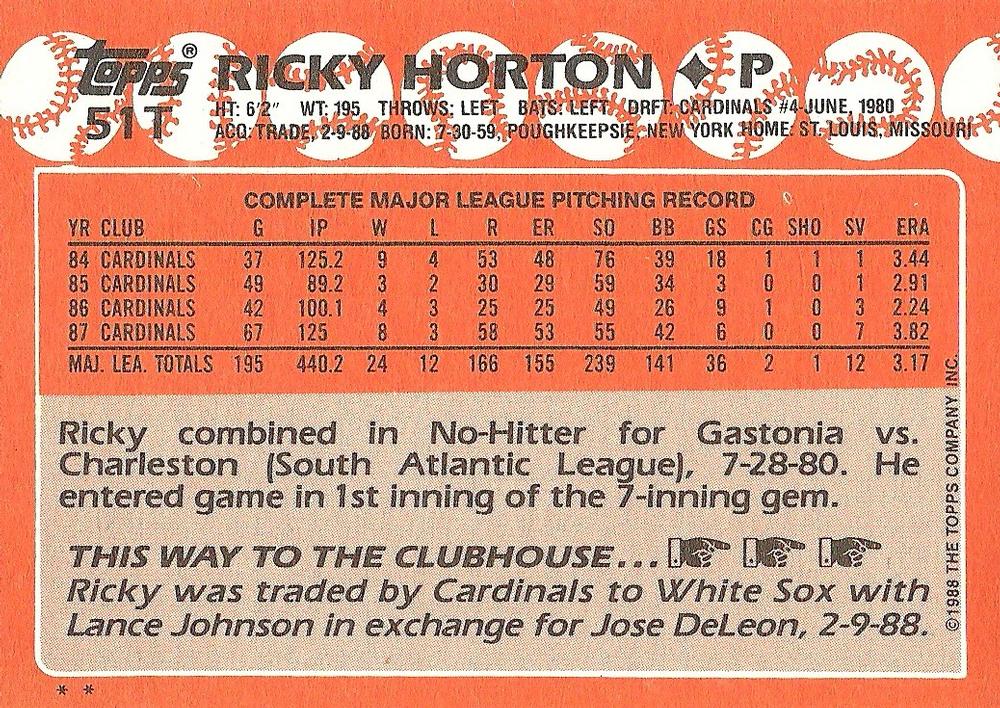 Topps® RICKY HORTON ◆ P
51T HT: 6'2" WT: 195 THROWS: LEFT BATS: LEFT DRFT: CARDINALS #4-JUNE, 1980
ACQ: TRADE, 2-9-88 BORN: 7-30-59, POUGHKEEPSIE, NEW YORK HOME: ST. LOUIS, MISSOURI
COMPLETE MAJOR LEAGUE PITCHING RECORD
YR CLUB G IP W L R ER SO BB GS CG SHO SV ERA
84 CARDINALS 37 125.2 9 4 53 48 76 39 18 1 1 1 3.44
85 CARDINALS 49 89.2 3 2 30 29 59 34 3 0 0 1 2.91
86 CARDINALS 42 100.1 4 3 25 25 49 26 9 1 0 3 2.24
87 CARDINALS 67 125 8 3 58 53 55 42 6 0 0 7 3.82
MAJ. LEA. TOTALS 195 440.2 24 12 166 155 239 141 36 2 1 12 3.17
Ricky combined in No-Hitter for Gastonia vs.
Charleston (South Atlantic League), 7-28-80. He
entered game in 1st inning of the 7-inning gem.
THIS WAY TO THE CLUBHOUSE...
Ricky was traded by Cardinals to White Sox with
Lance Johnson in exchange for Jose DeLeon, 2-9-88.
©1988 THE TOPPS COMPANY, INC.
* *